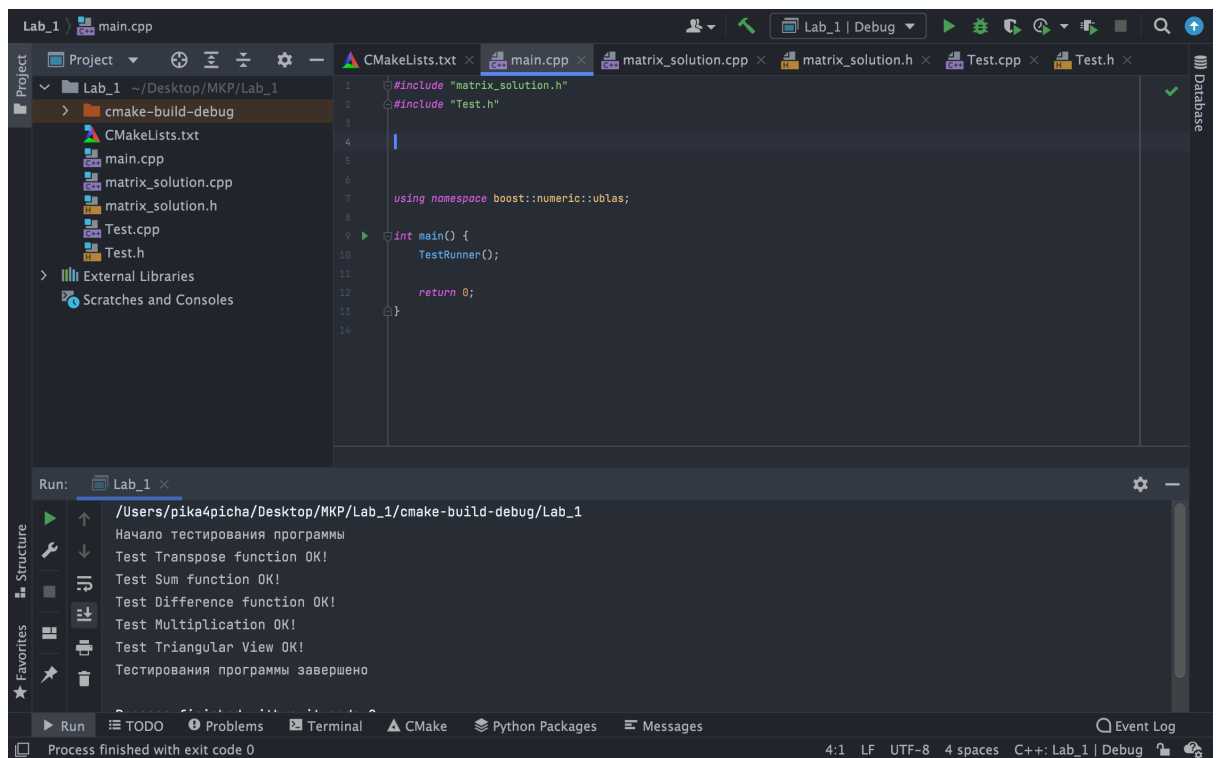 Lab_1 main.cpp
Lab_1 | Debug
Project
CMakeLists.txt main.cpp matrix_solution.cpp matrix_solution.h Test.cpp Test.h
Project
Database
Lab_1 ~/Desktop/MKP/Lab_1
cmake-build-debug
CMakeLists.txt
main.cpp
matrix_solution.cpp
matrix_solution.h
Test.cpp
Test.h
External Libraries
Scratches and Consoles
1 #include "matrix_solution.h"
2 #include "Test.h"
3
4
5
6
7 using namespace boost::numeric::ublas;
8
9 int main() {
10 TestRunner();
11
12 return 0;
13 }
14
Run: Lab_1
Structure
Favorites
/Users/pika4picha/Desktop/MKP/Lab_1/cmake-build-debug/Lab_1
Начало тестирования программы
Test Transpose function OK!
Test Sum function OK!
Test Difference function OK!
Test Multiplication OK!
Test Triangular View OK!
Тестирования программы завершено
Run TODO Problems Terminal CMake Python Packages Messages Event Log
Process finished with exit code 0 4:1 LF UTF-8 4 spaces C++: Lab_1 | Debug